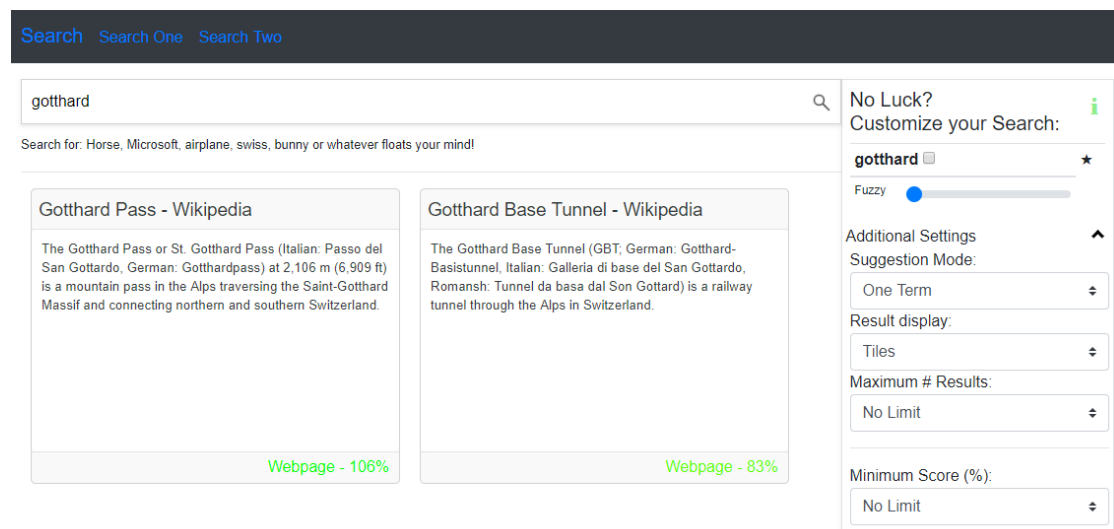 Search Search One Search Two
gotthard
Search for: Horse, Microsoft, airplane, swiss, bunny or whatever floats your mind!
Gotthard Pass - Wikipedia
The Gotthard Pass or St. Gotthard Pass (Italian: Passo del
San Gottardo, German: Gotthardpass) at 2,106 m (6,909 ft)
is a mountain pass in the Alps traversing the Saint-Gotthard
Massif and connecting northern and southern Switzerland.
Webpage - 106%
Gotthard Base Tunnel - Wikipedia
The Gotthard Base Tunnel (GBT; German: Gotthard-
Basistunnel, Italian: Galleria di base del San Gottardo,
Romansh: Tunnel da basa dal Son Gottard) is a railway
tunnel through the Alps in Switzerland.
Webpage - 83%
No Luck?
Customize your Search:
gotthard
Fuzzy
Additional Settings
Suggestion Mode:
One Term
Result display:
Tiles
Maximum # Results:
No Limit
Minimum Score (%):
No Limit